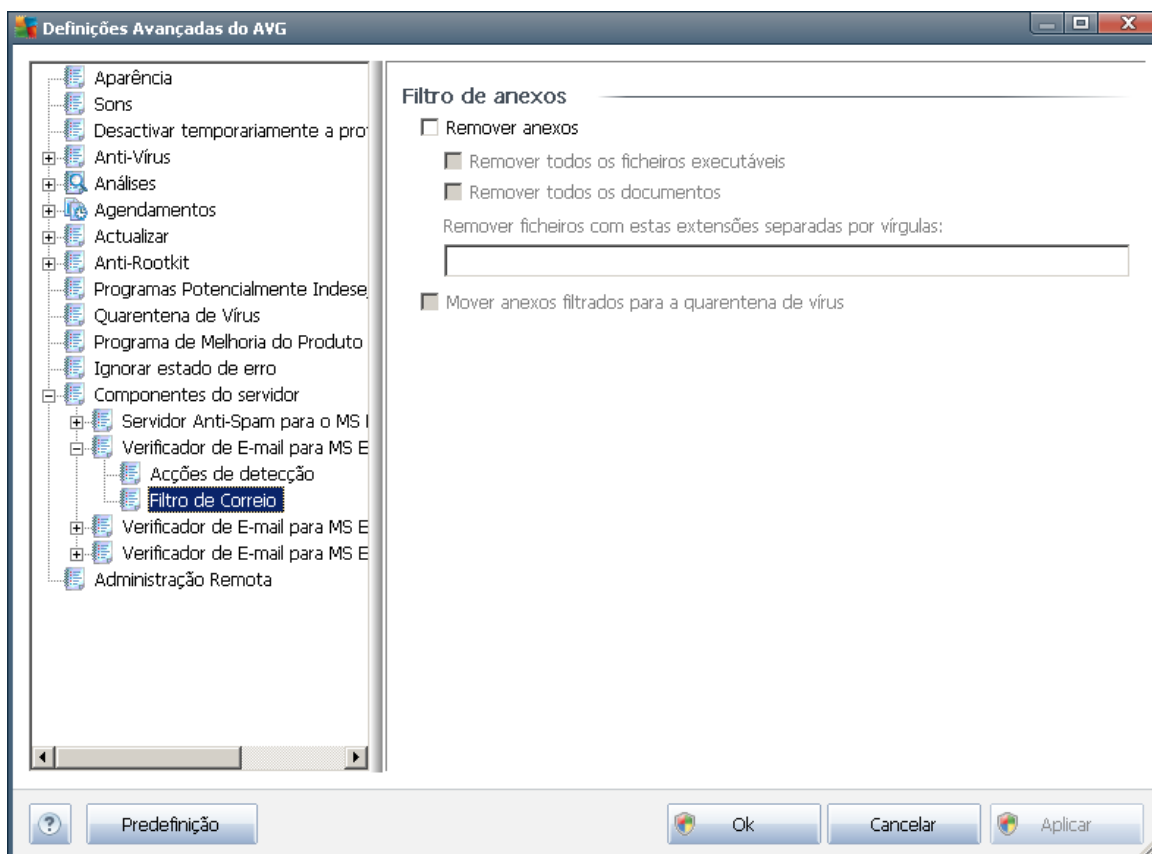 Definições Avançadas do AVG
Aparência
Sons
Desactivar temporariamente a pro
Anti-Vírus
Análises
Agendamentos
Actualizar
Anti-Rootkit
Programas Potencialmente Indese
Quarentena de Vírus
Programa de Melhoria do Produto
Ignorar estado de erro
Componentes do servidor
Servidor Anti-Spam para o MS
Verificador de E-mail para MS E
Acções de detecção
Filtro de Correio
Verificador de E-mail para MS E
Verificador de E-mail para MS E
Administração Remota
Filtro de anexos
Remover anexos
Remover todos os ficheiros executáveis
Remover todos os documentos
Remover ficheiros com estas extensões separadas por vírgulas:
Mover anexos filtrados para a quarentena de vírus
?
Predefinição
Ok
Cancelar
Aplicar